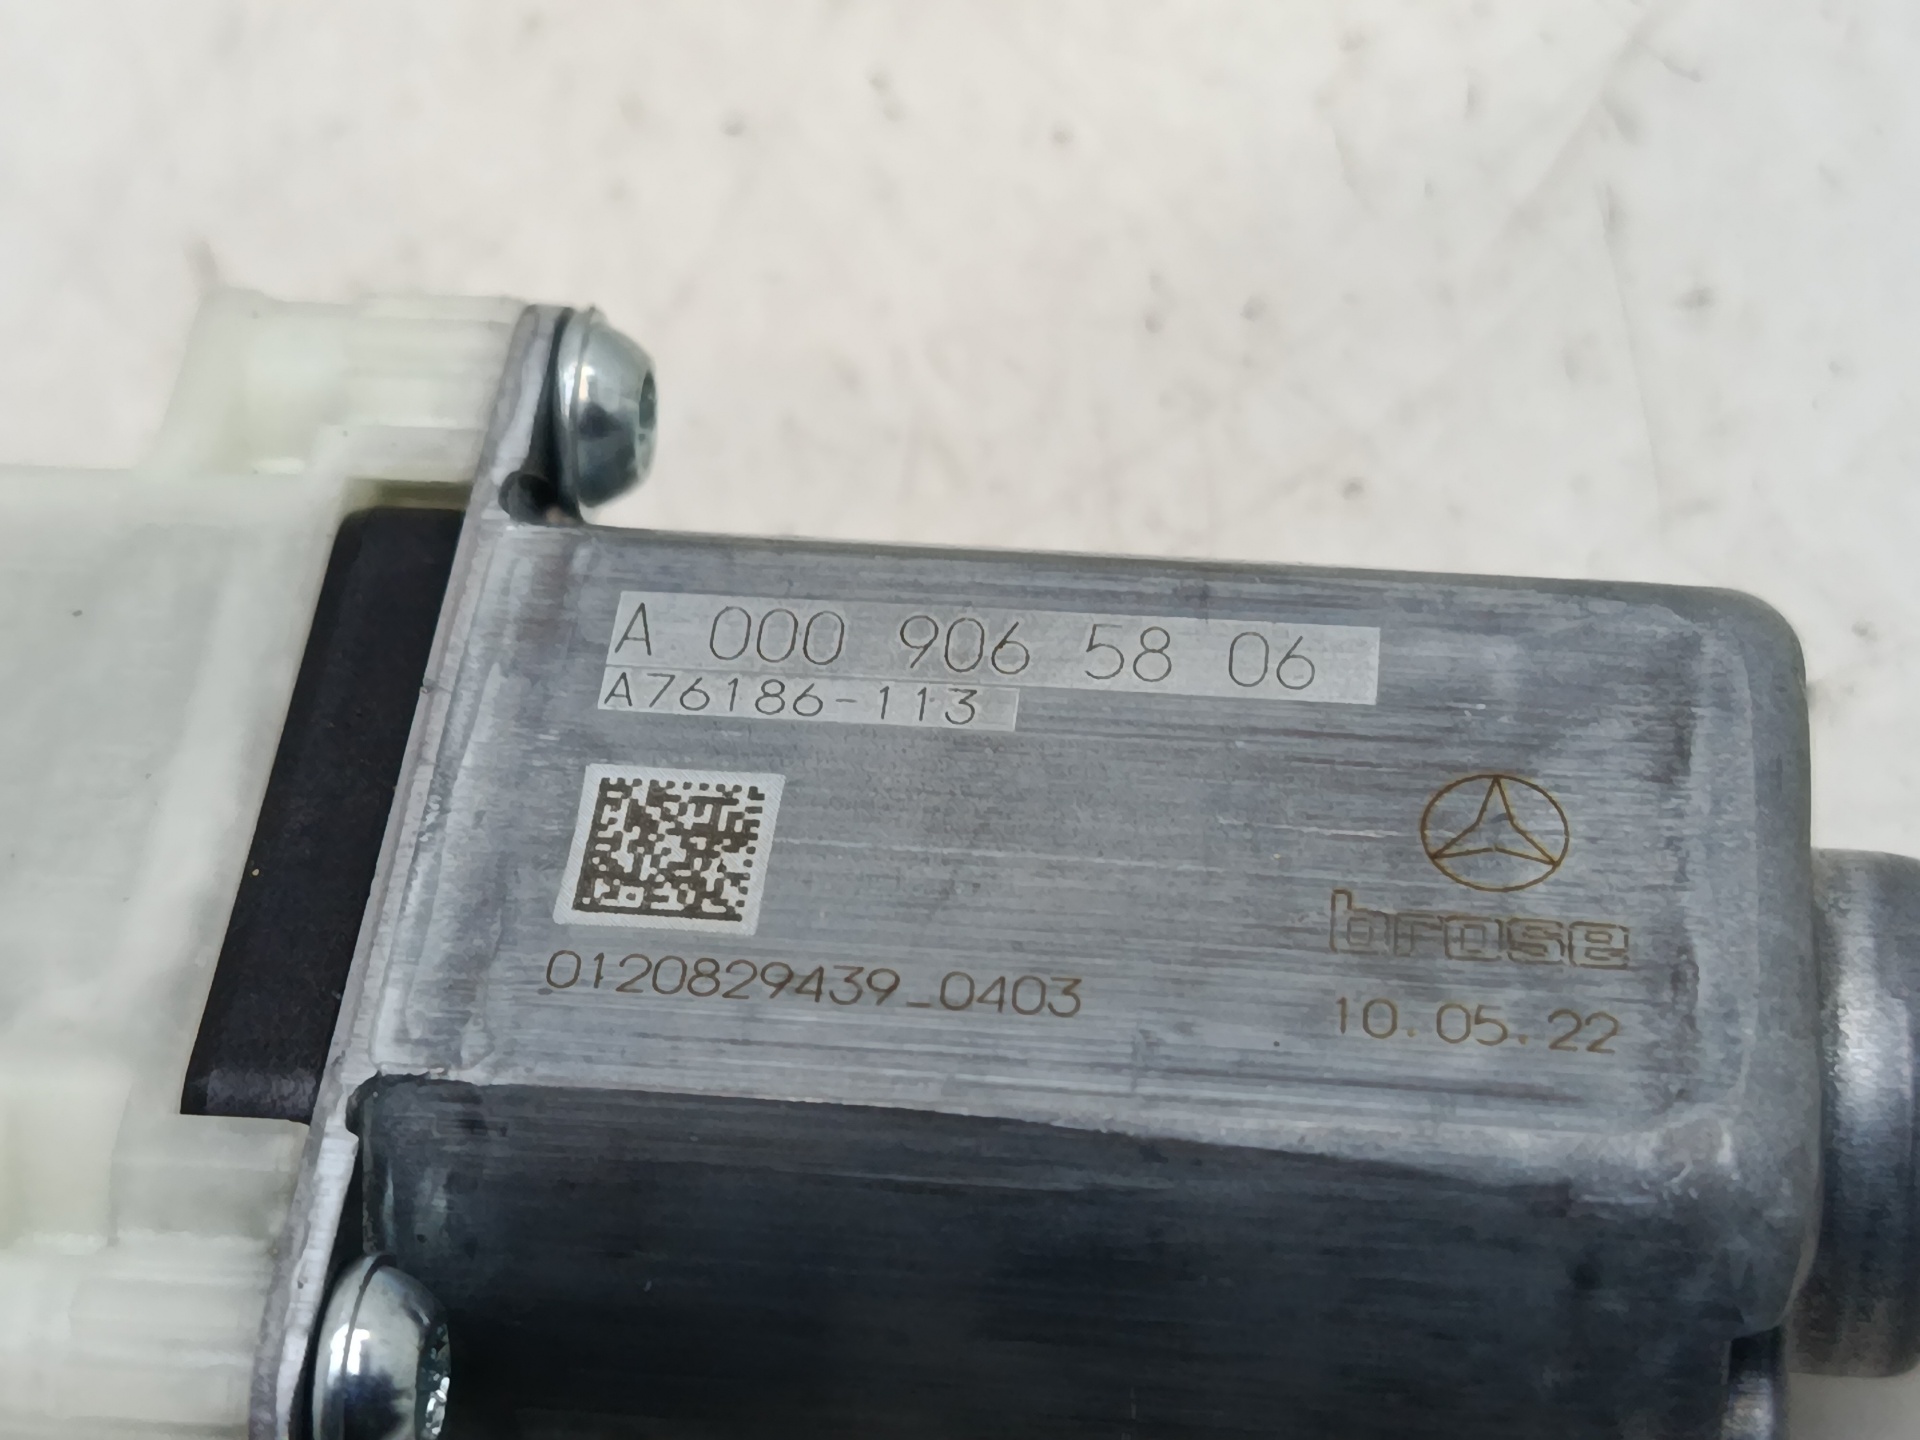 A 000 906 58 06
A76186-113
brose
0120829439_0403
10.05.22